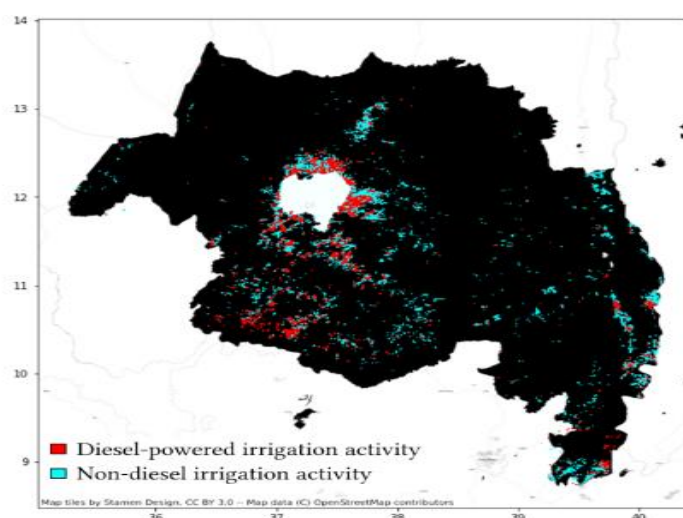 14
13
12
11
10
9
Diesel-powered irrigation activity
Non-diesel irrigation activity
Map tiles by Stamen Design, CC BY 3.0 -- Map data (C) OpenStreetMap contributors
36 37 38 39 40